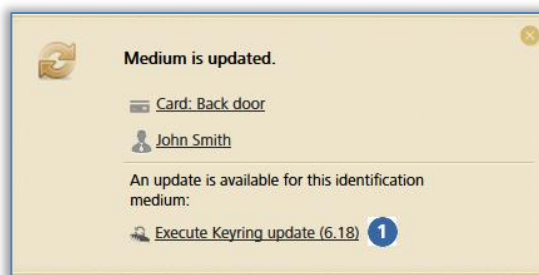 Medium is updated.
Card: Back door
John Smith
An update is available for this identification
medium:
Execute Keyring update (6.18) 1